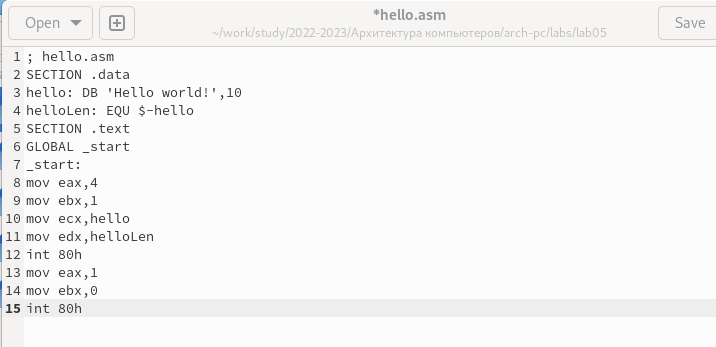 Open
*hello.asm
~/work/study/2022-2023/Архитектура компьютеров/arch-pc/labs/lab05
Save
1 ; hello.asm
2 SECTION .data
3 hello: DB 'Hello world!',10
4 helloLen: EQU $-hello
5 SECTION .text
6 GLOBAL _start
7 _start:
8 mov eax,4
9 mov ebx,1
10 mov ecx,hello
11 mov edx,helloLen
12 int 80h
13 mov eax,1
14 mov ebx,0
15 int 80h